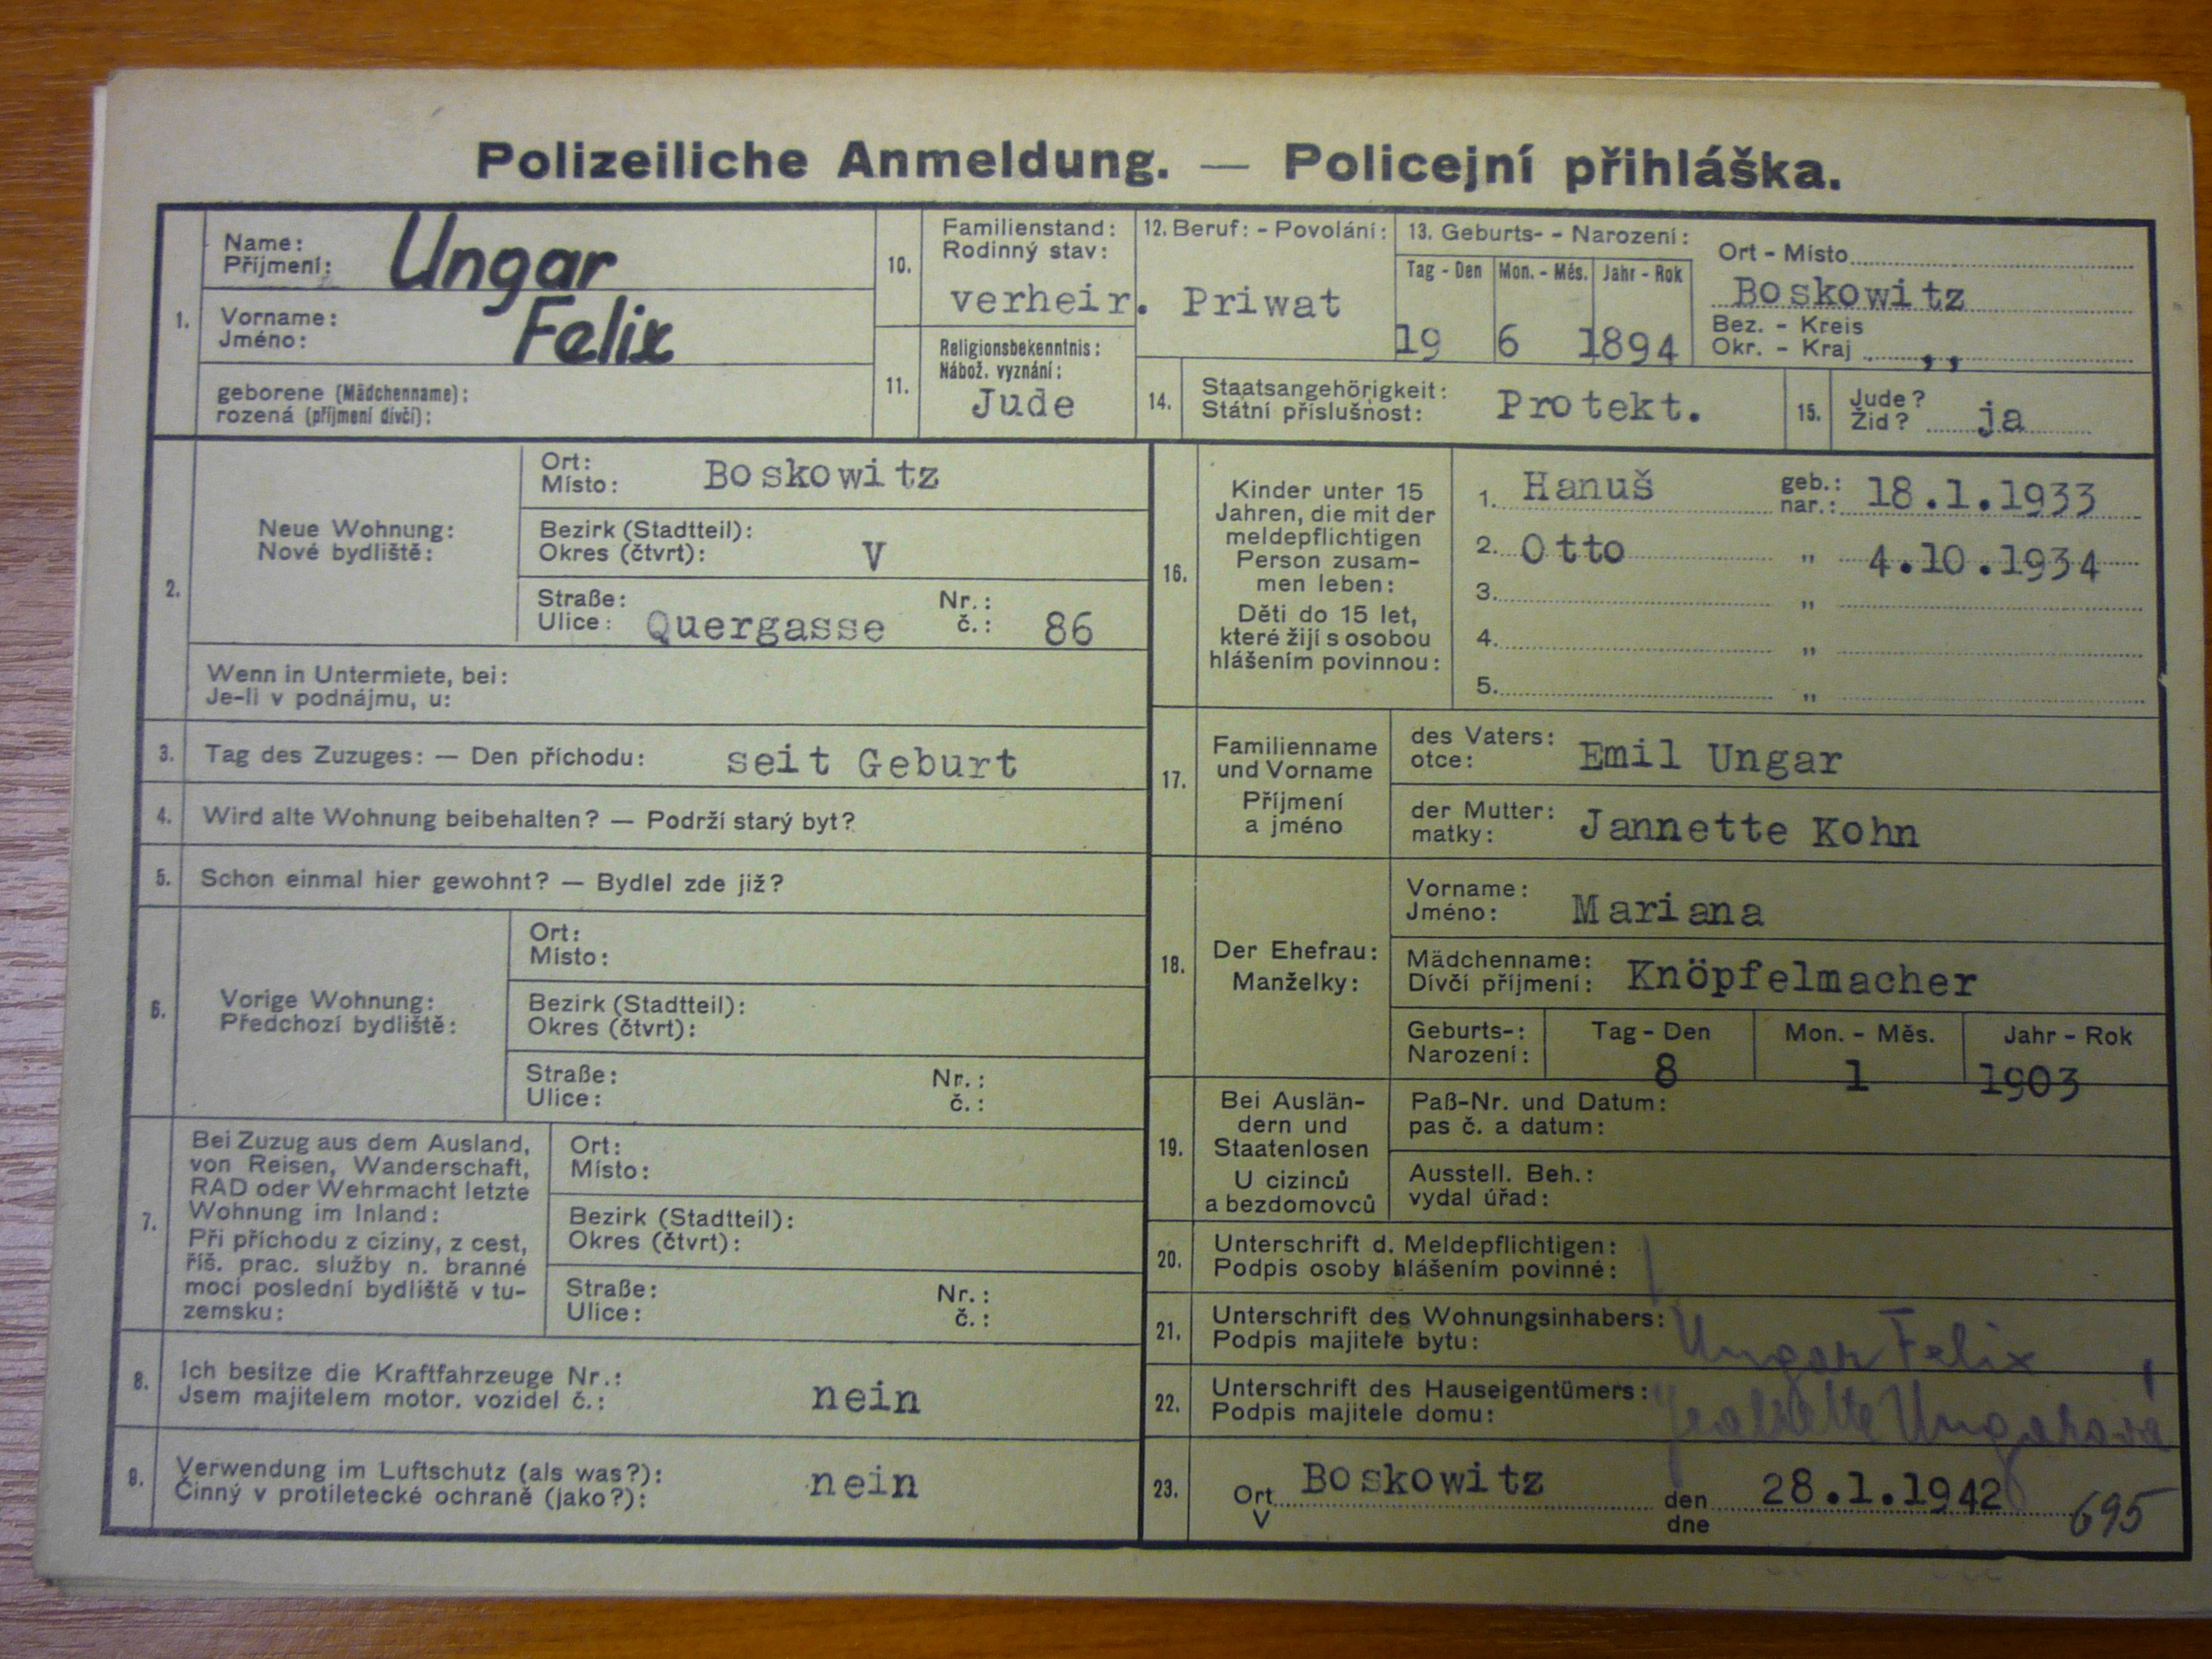 Polizeiliche Anmeldung. — Policejní přihláška.
1.
Name:
Příjmení:
Ungar
Vorname:
Jméno:
Felix
geborene (Mädchenname):
rozená (příjmení dívčí):
10.
Familienstand:
Rodinný stav:
verheir.
11.
Religionsbekenntnis:
Nábož. vyznání:
Jude
12. Beruf: - Povolání:
Priwat
13. Geburts- - Narození:
Tag - Den Mon. - Měs. Jahr - Rok
19 6 1894
Ort - Místo
Boskowitz
Bez. - Kreis
Okr. - Kraj ,,
14.
Staatsangehörigkeit:
Státní příslušnost:
Protekt.
15.
Jude?
Žid? ja
2.
Neue Wohnung:
Nové bydliště:
Ort:
Místo: Boskowitz
Bezirk (Stadtteil):
Okres (čtvrt): V
Straße: Nr.:
Ulice: Quergasse č.: 86
Wenn in Untermiete, bei:
Je-li v podnájmu, u:
3. Tag des Zuzuges: — Den příchodu: seit Geburt
4. Wird alte Wohnung beibehalten? — Podrží starý byt?
5. Schon einmal hier gewohnt? — Bydlel zde již?
6.
Vorige Wohnung:
Předchozí bydliště:
Ort:
Místo:
Bezirk (Stadtteil):
Okres (čtvrt):
Straße: Nr.:
Ulice: č.:
7.
Bei Zuzug aus dem Ausland,
von Reisen, Wanderschaft,
RAD oder Wehrmacht letzte
Wohnung im Inland:
Při příchodu z ciziny, z cest,
říš. prac. služby n. branné
moci poslední bydliště v tu-
zemsku:
Ort:
Místo:
Bezirk (Stadtteil):
Okres (čtvrt):
Straße: Nr.:
Ulice: č.:
8.
Ich besitze die Kraftfahrzeuge Nr.:
Jsem majitelem motor. vozidel č.: nein
9.
Verwendung im Luftschutz (als was?):
Činný v protiletecké ochraně (jako?): nein
16.
Kinder unter 15
Jahren, die mit der
meldepflichtigen
Person zusam-
men leben:
Děti do 15 let,
které žijí s osobou
hlášením povinnou:
1. Hanuš geb.: nar.: 18.1.1933
2. Otto " 4.10.1934
3. "
4. "
5. "
17.
Familienname
und Vorname
Příjmení
a jméno
des Vaters:
otce: Emil Ungar
der Mutter:
matky: Jannette Kohn
18.
Der Ehefrau:
Manželky:
Vorname:
Jméno: Mariana
Mädchenname:
Dívčí příjmení: Knöpfelmacher
Geburts-:
Narození:
Tag - Den Mon. - Měs. Jahr - Rok
8 1 1903
19.
Bei Auslän-
dern und
Staatenlosen
U cizinců
a bezdomovců
Paß-Nr. und Datum:
pas č. a datum:
Ausstell. Beh.:
vydal úřad:
20.
Unterschrift d. Meldepflichtigen:
Podpis osoby hlášením povinné:
21.
Unterschrift des Wohnungsinhabers:
Podpis majitele bytu:
Ungar Felix
22.
Unterschrift des Hauseigentümers:
Podpis majitele domu:
Ungarová
23.
Ort Boskowitz den 28.1.1942
V dne
695